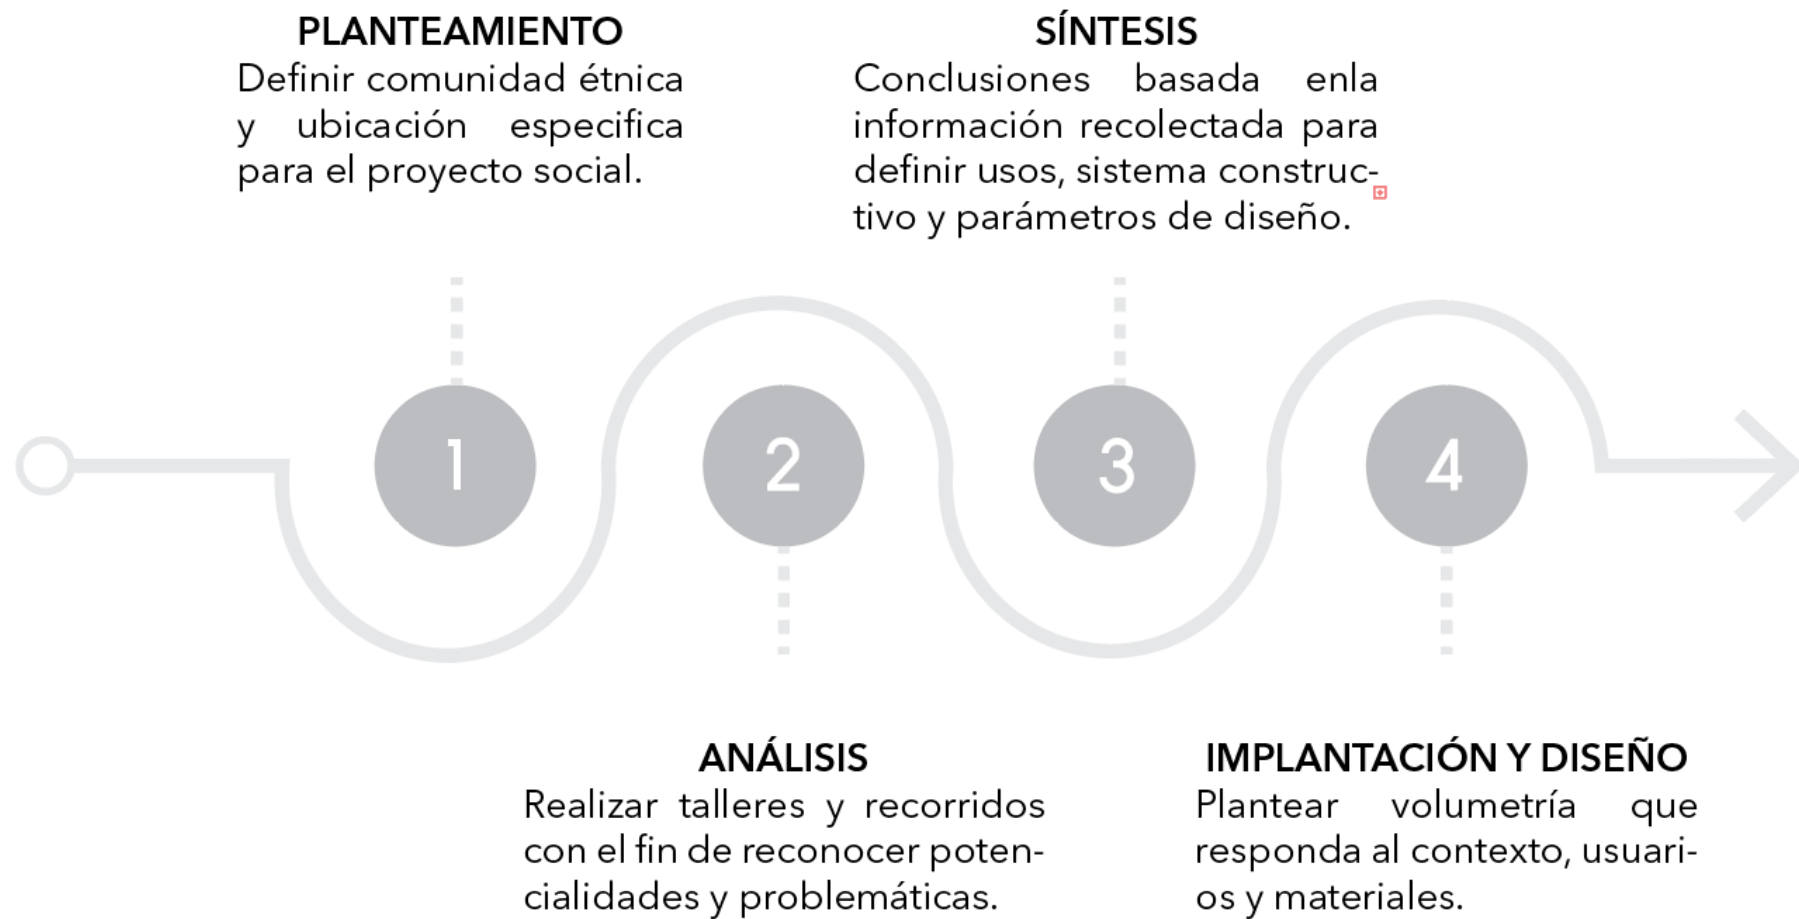 PLANTEAMIENTO
Definir comunidad étnica
y ubicación especifica
para el proyecto social.
SÍNTESIS
Conclusiones basada enla
información recolectada para
definir usos, sistema construc-
tivo y parámetros de diseño.
1
2
3
4
ANÁLISIS
Realizar talleres y recorridos
con el fin de reconocer poten-
cialidades y problemáticas.
IMPLANTACIÓN Y DISEÑO
Plantear volumetría que
responda al contexto, usuari-
os y materiales.